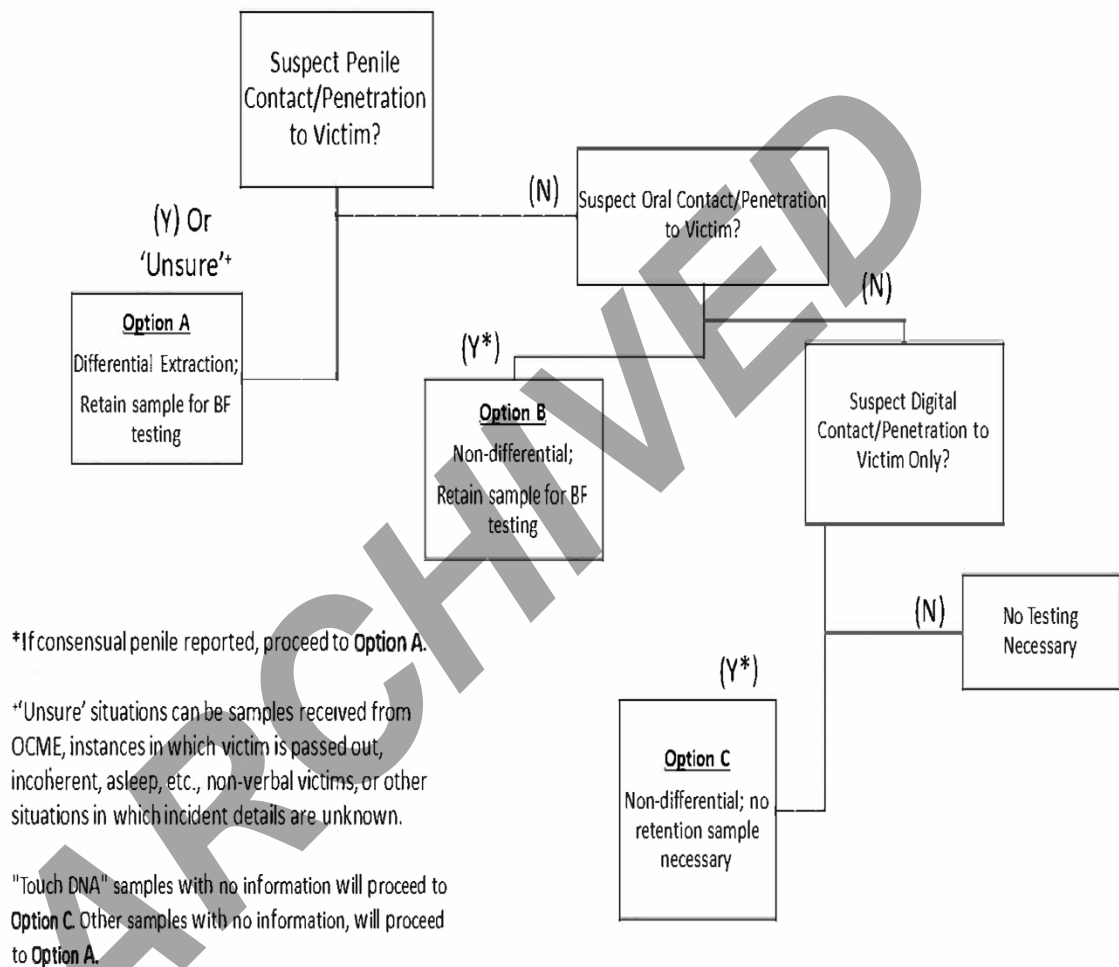 Suspect Penile
Contact/Penetration
to Victim?
(Y) Or
'Unsure'+
(N)
Suspect Oral Contact/Penetration
to Victim?
Option A
Differential Extraction;
Retain sample for BF
testing
(Y*)
(N)
Option B
Non-differential;
Retain sample for BF
testing
Suspect Digital
Contact/Penetration to
Victim Only?
(N)
No Testing
Necessary
(Y*)
Option C
Non-differential; no
retention sample
necessary
*If consensual penile reported, proceed to Option A.
+'Unsure' situations can be samples received from
OCME, instances in which victim is passed out,
incoherent, asleep, etc., non-verbal victims, or other
situations in which incident details are unknown.
"Touch DNA" samples with no information will proceed to
Option C. Other samples with no information, will proceed
to Option A.
ARCHIVED